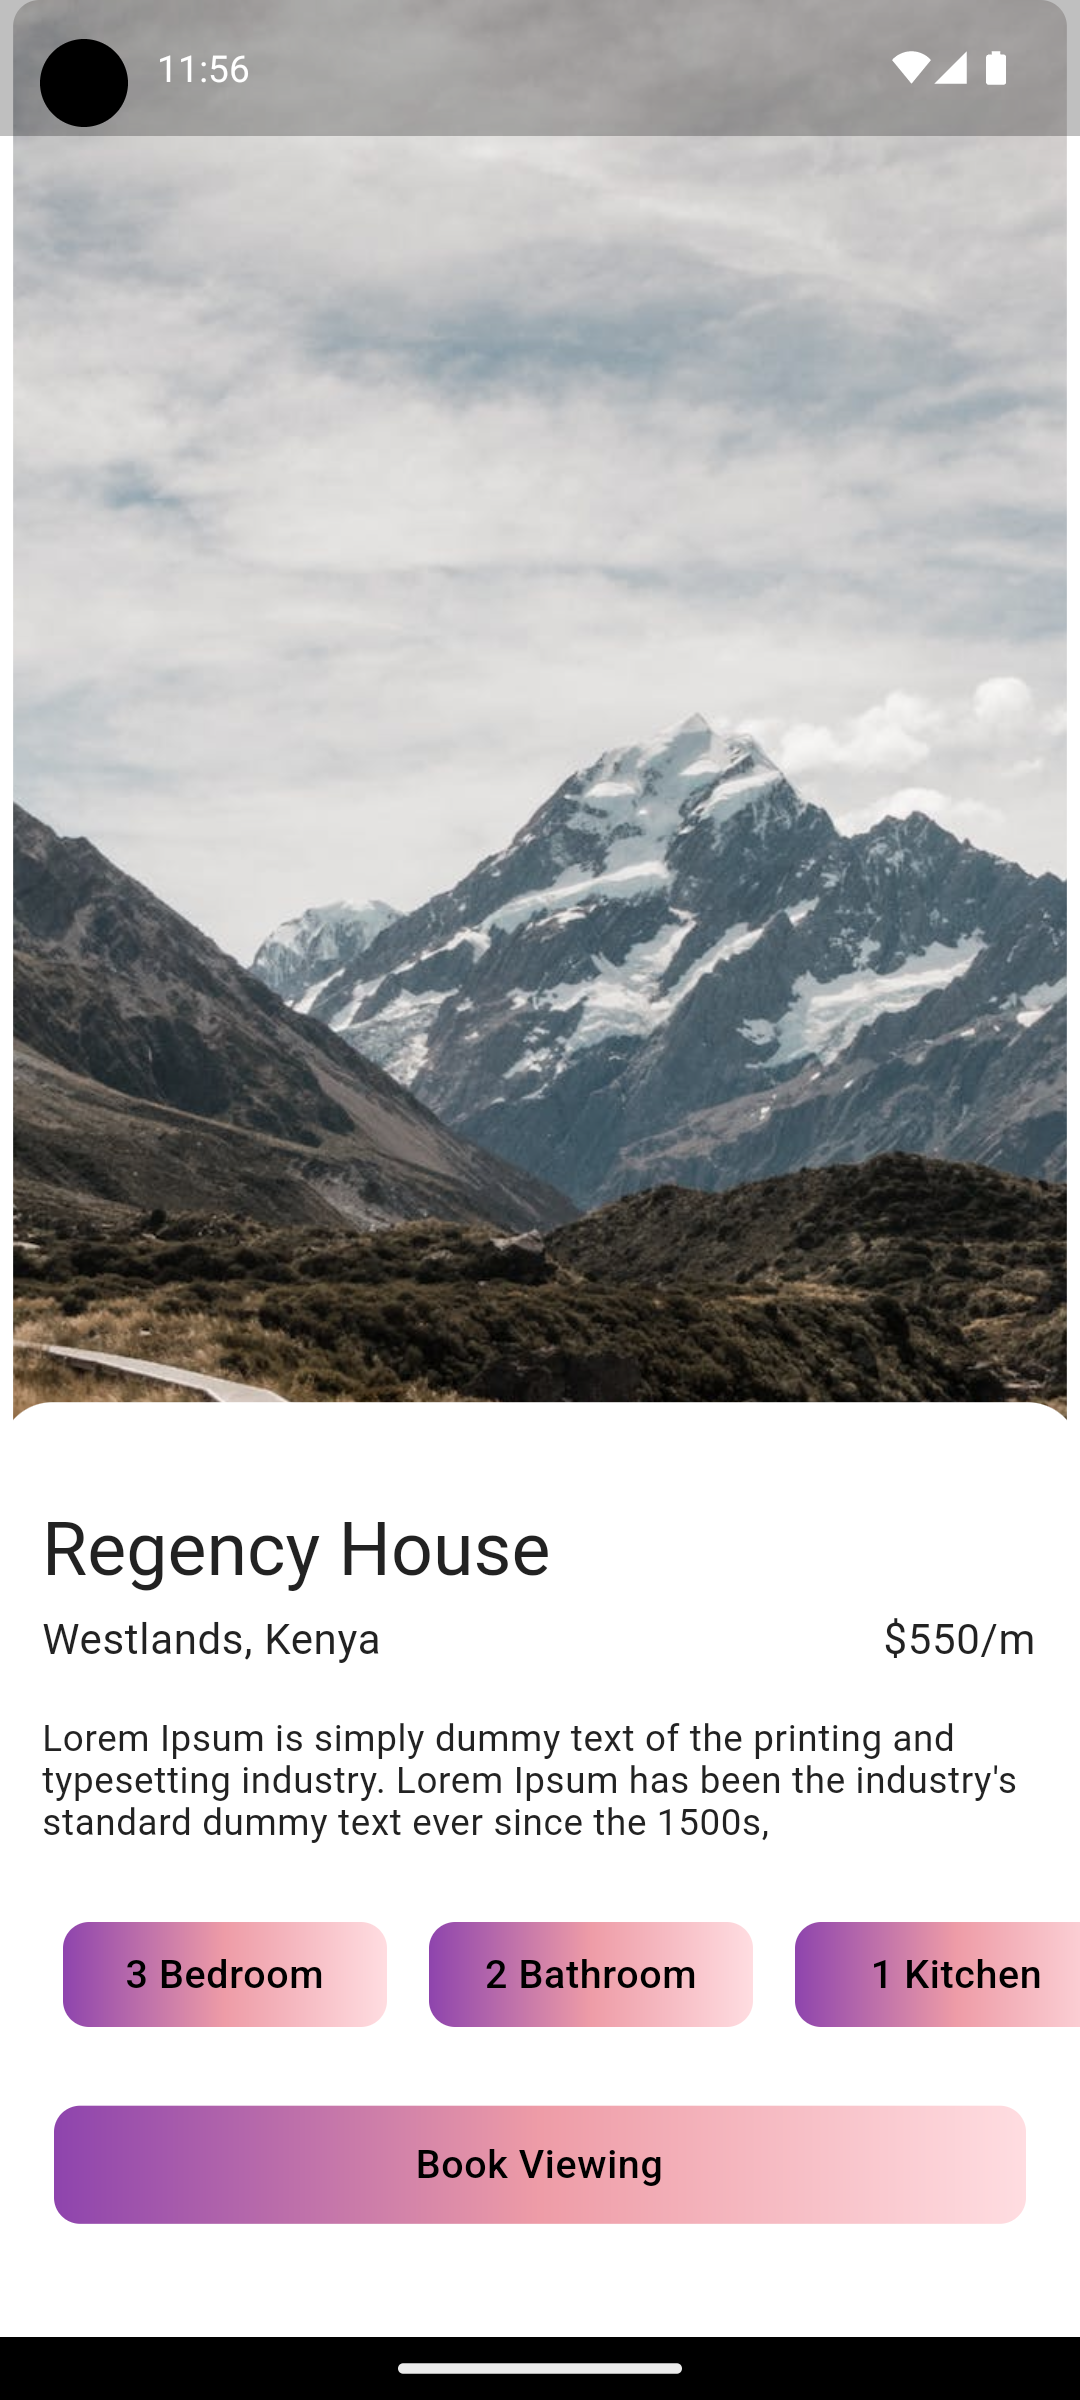 11:56
Regency House
Westlands, Kenya
$550/m
Lorem Ipsum is simply dummy text of the printing and
typesetting industry. Lorem Ipsum has been the industry's
standard dummy text ever since the 1500s,
3 Bedroom
2 Bathroom
1 Kitchen
Book Viewing